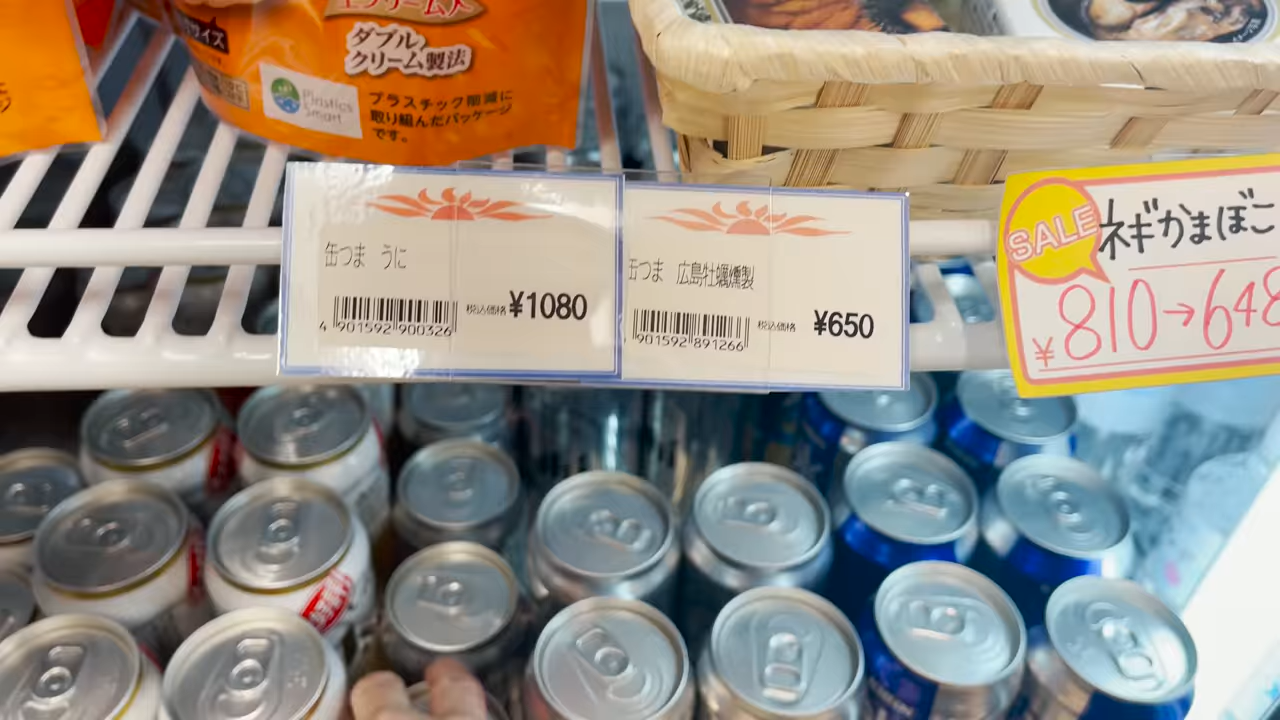 ダブル
クリーム製法
Plastics
Smart
プラスチック削減に
取り組んだパッケージ
です。
缶つま うに
4 901592 900326
税込価格 ¥1080
缶つま 広島牡蠣燻製
901592 891266
税込価格 ¥650
SALE
ネギかまぼこ
¥810→648